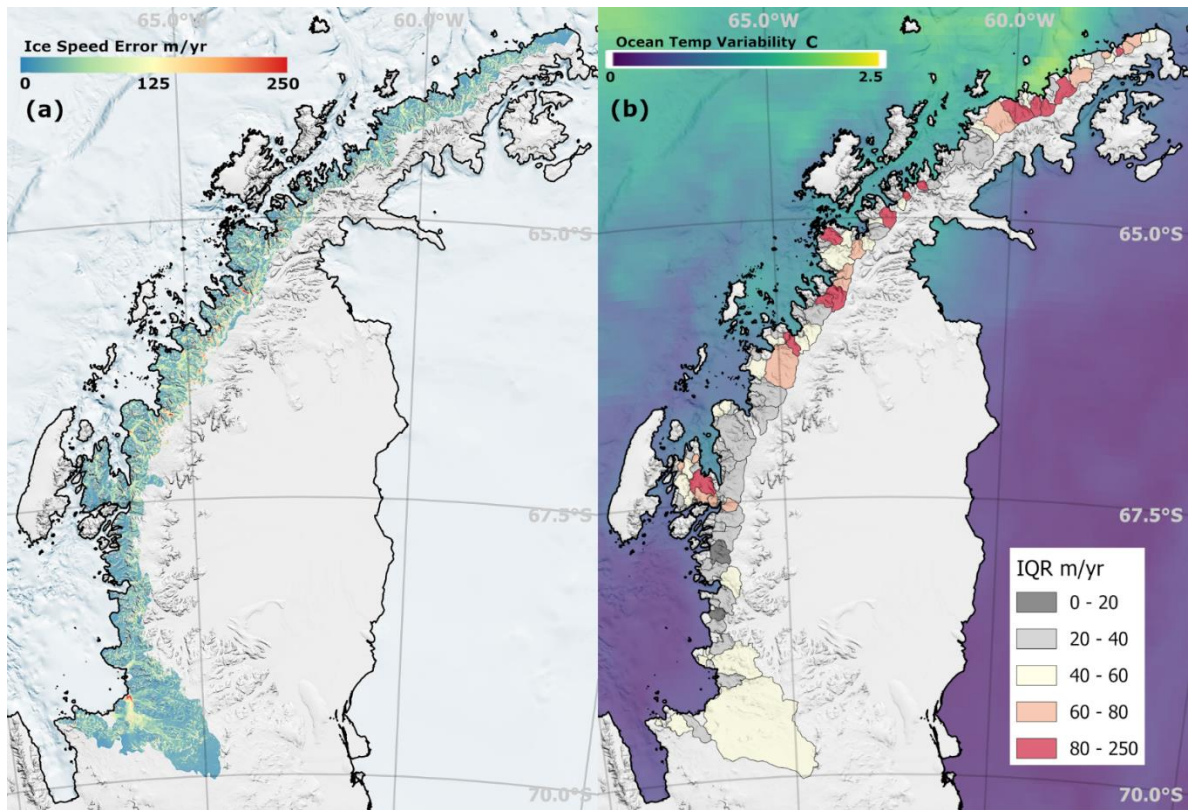 65.0°W
60.0°W
Ice Speed Error m/yr
0 125 250
(a)
65.0°S
67.5°S
70.0°S
65.0°W
60.0°W
Ocean Temp Variability C
0 2.5
(b)
65.0°S
67.5°S
IQR m/yr
0 - 20
20 - 40
40 - 60
60 - 80
80 - 250
70.0°S